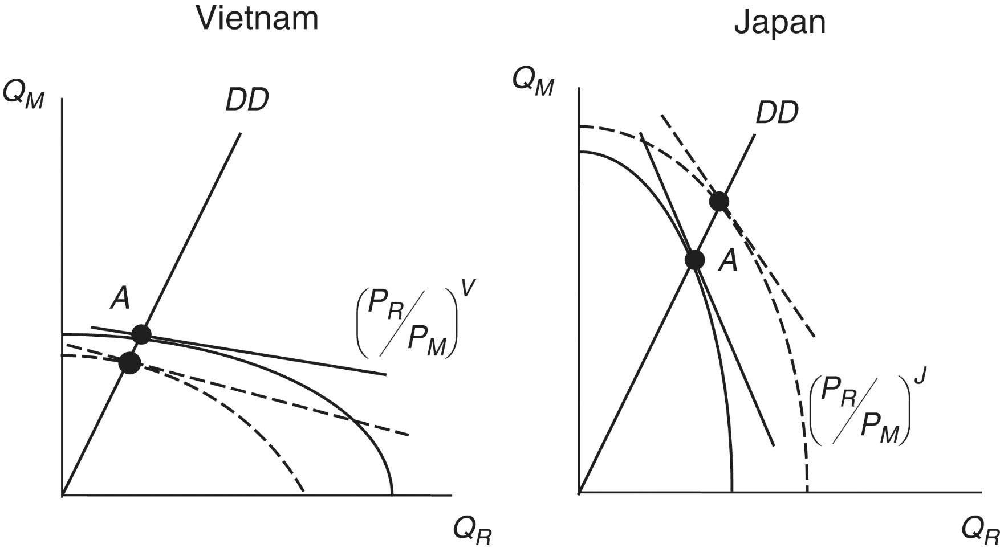 Vietnam
Q_M
DD
A
(P_R/P_M)^V
Q_R
Japan
Q_M
DD
A
(P_R/P_M)^J
Q_R